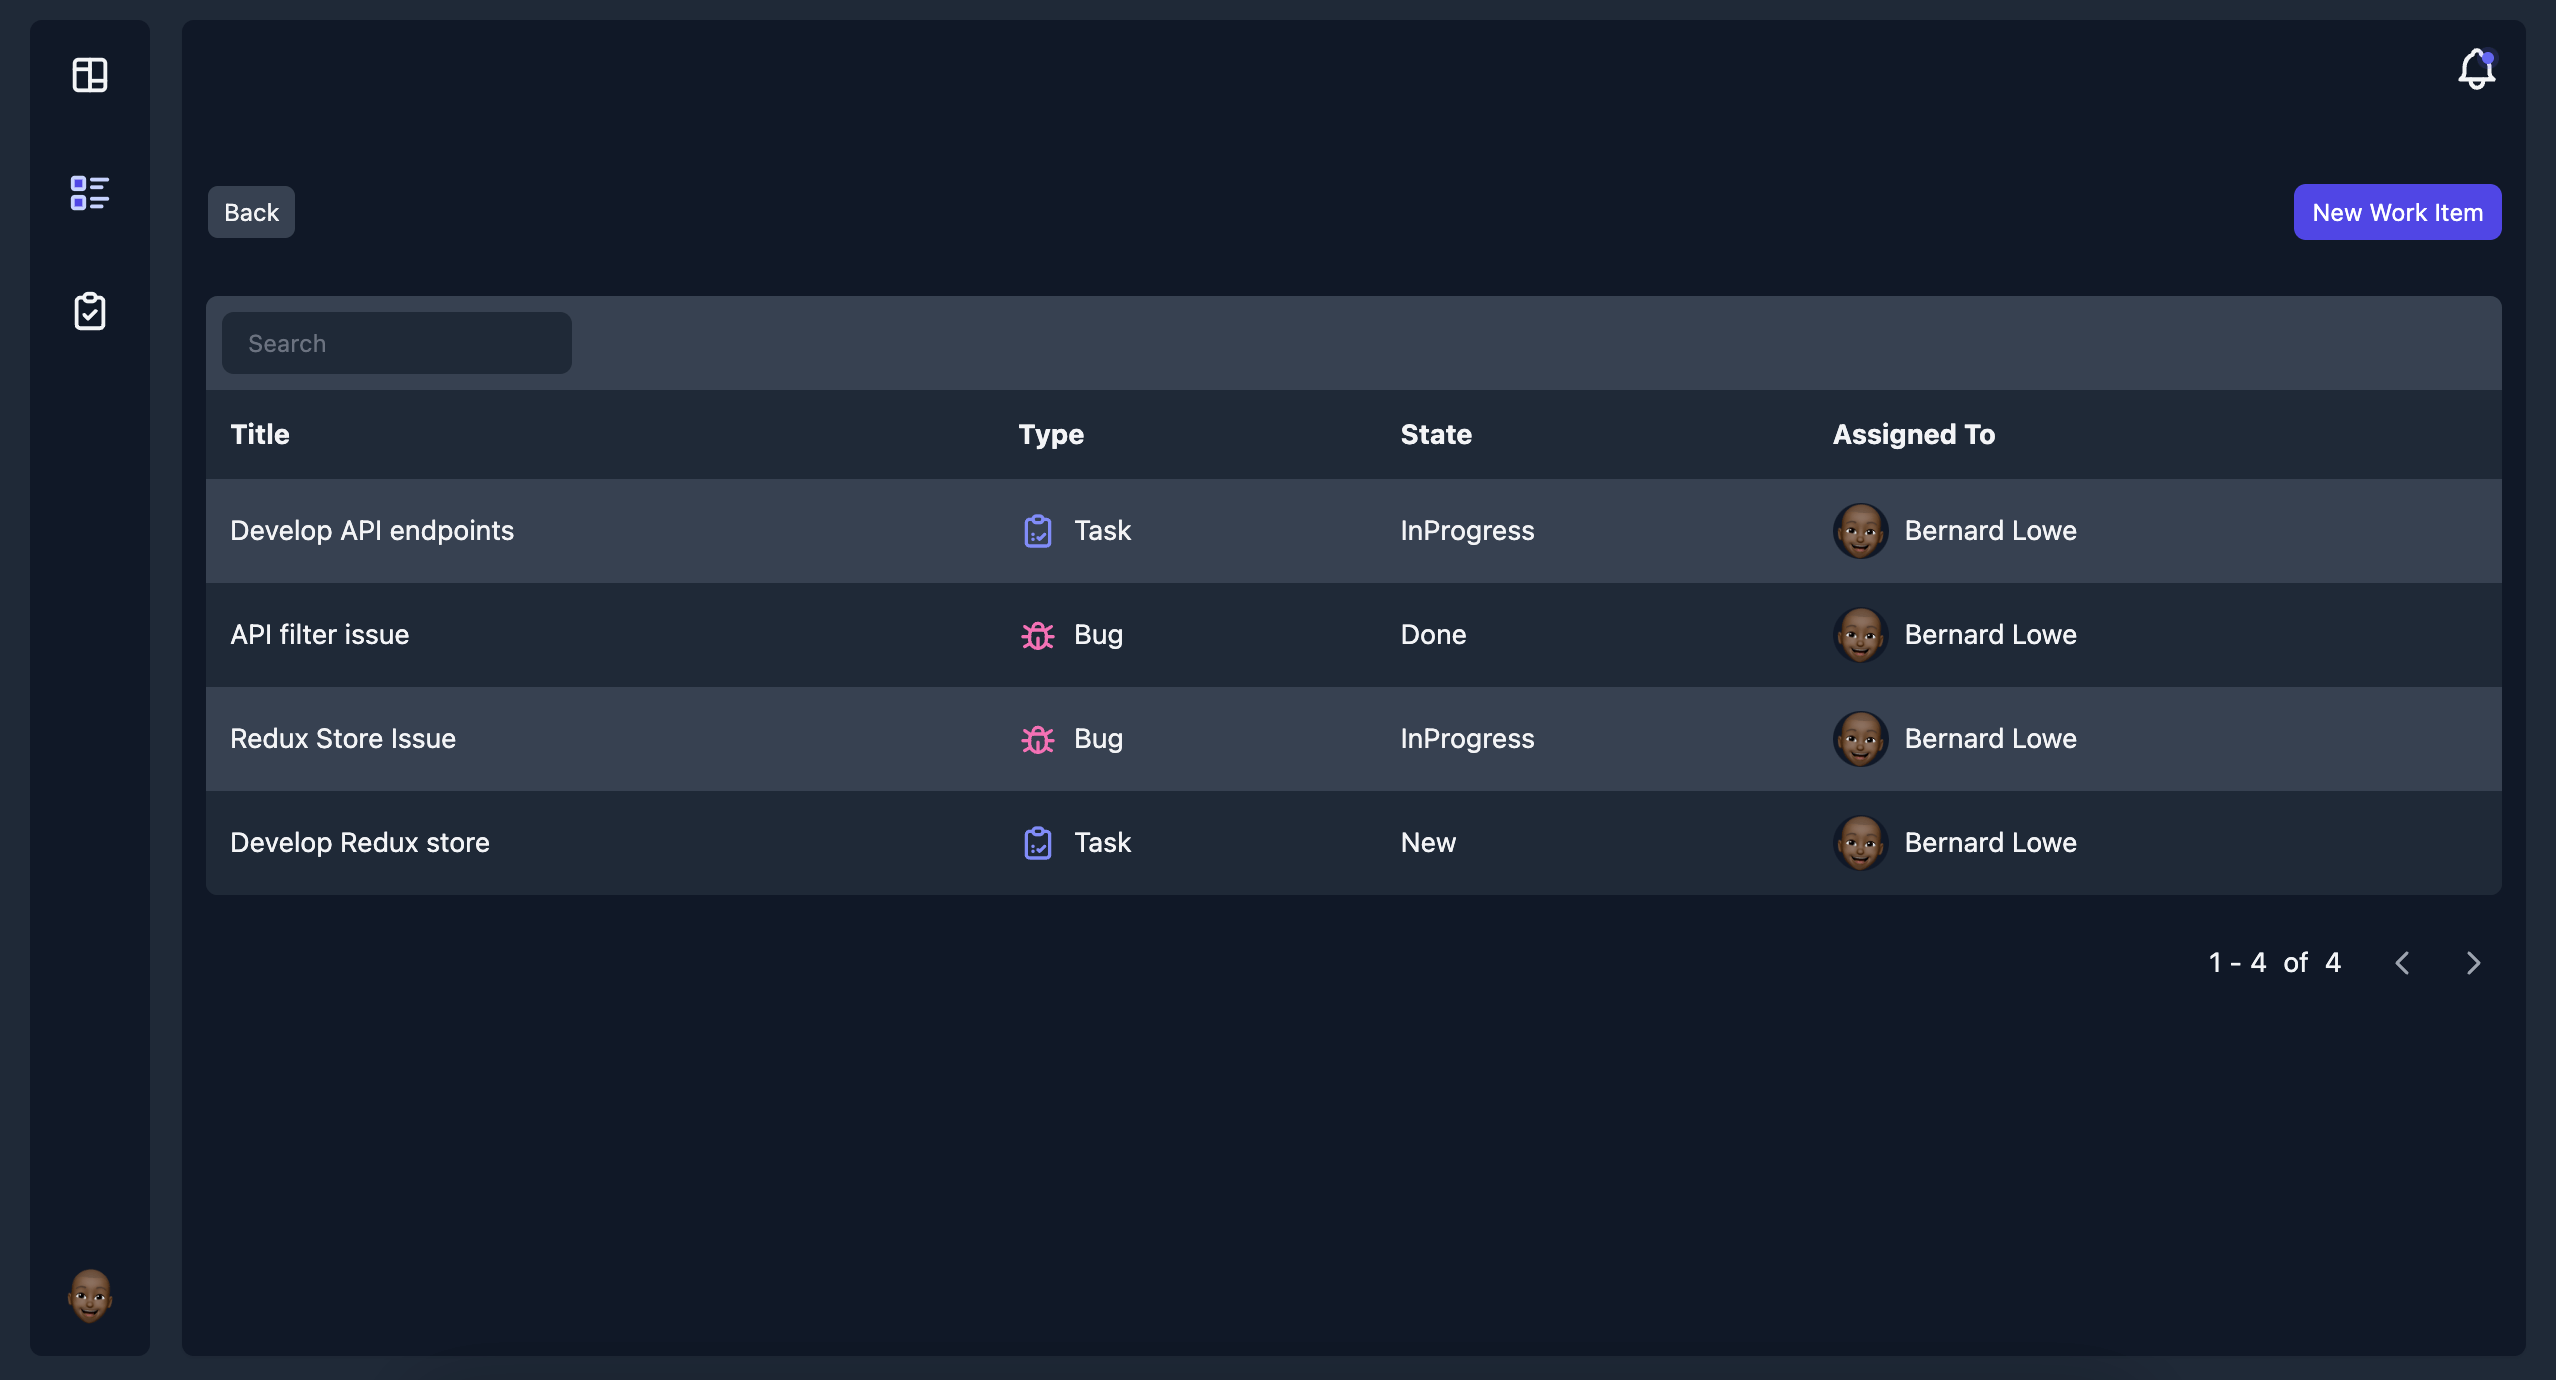 Back
New Work Item
Search
Title Type State Assigned To
Develop API endpoints Task InProgress Bernard Lowe
API filter issue Bug Done Bernard Lowe
Redux Store Issue Bug InProgress Bernard Lowe
Develop Redux store Task New Bernard Lowe
1 - 4 of 4